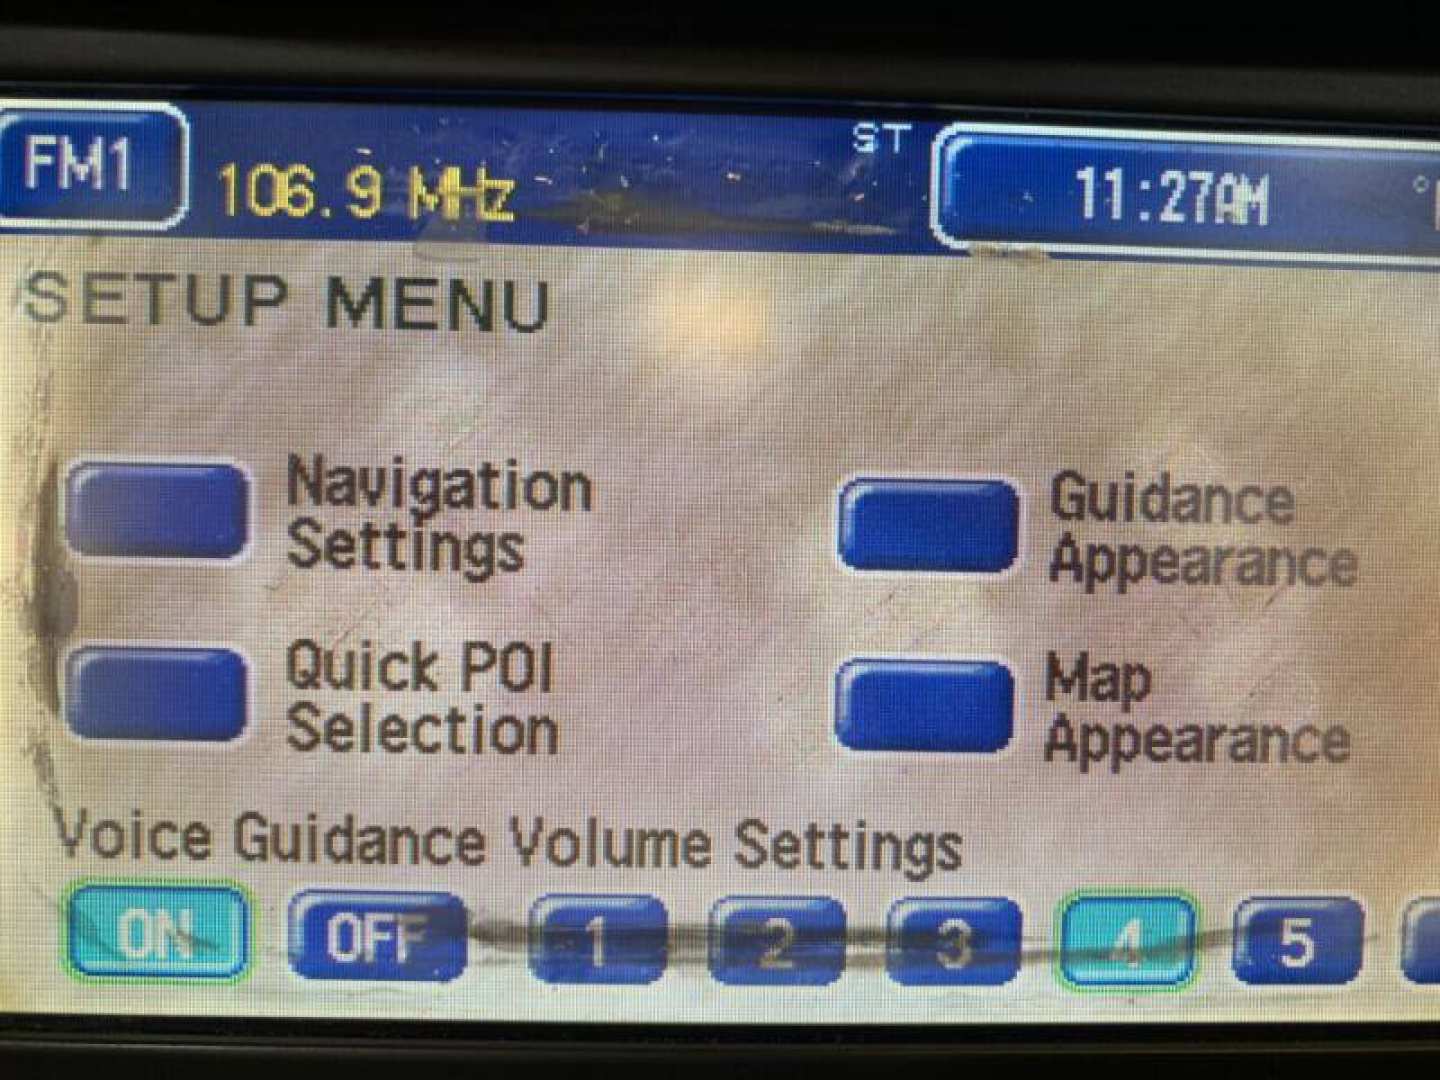 FM1
106.9 MHz
ST
11:27AM
SETUP MENU
Navigation
Settings
Guidance
Appearance
Quick POI
Selection
Map
Appearance
Voice Guidance Volume Settings
ON OFF 1 2 3 4 5